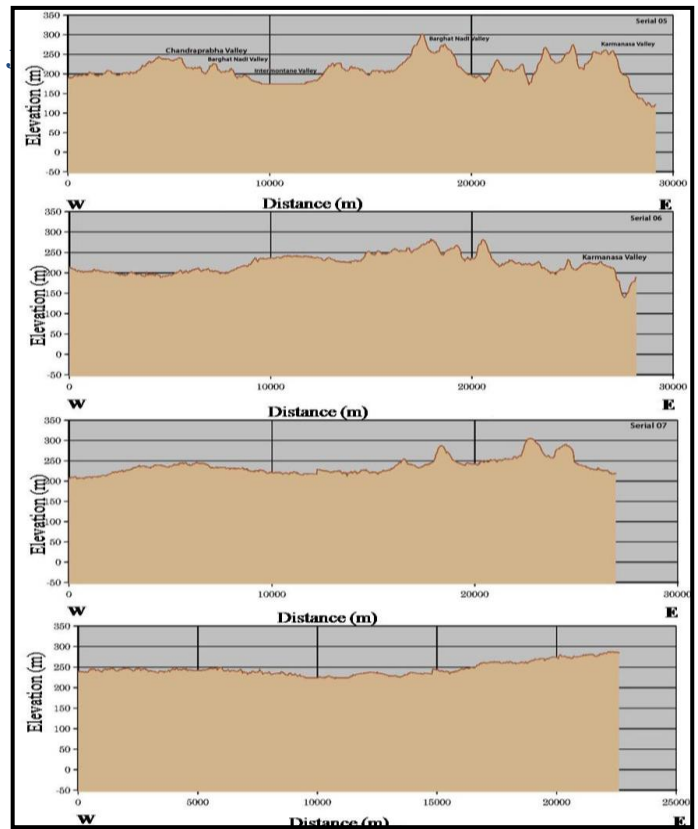 350
Serial 05
300
Barghat Nadi Valley
Karmanasa Valley
250
Chandraprabha Valley
Barghat Nadi Valley
Intermontane Valley
200
150
100
50
0
-50
Elevation (m)
0 10000 20000 30000
W Distance (m) E
350
Serial 06
300
250
Karmanasa Valley
200
150
100
50
0
-50
Elevation (m)
0 10000 20000 30000
W Distance (m) E
350
Serial 07
300
250
200
150
100
50
0
-50
Elevation (m)
0 10000 20000 30000
W Distance (m) E
350
300
250
200
150
100
50
0
-50
Elevation (m)
0 5000 10000 15000 20000 25000
W Distance (m) E